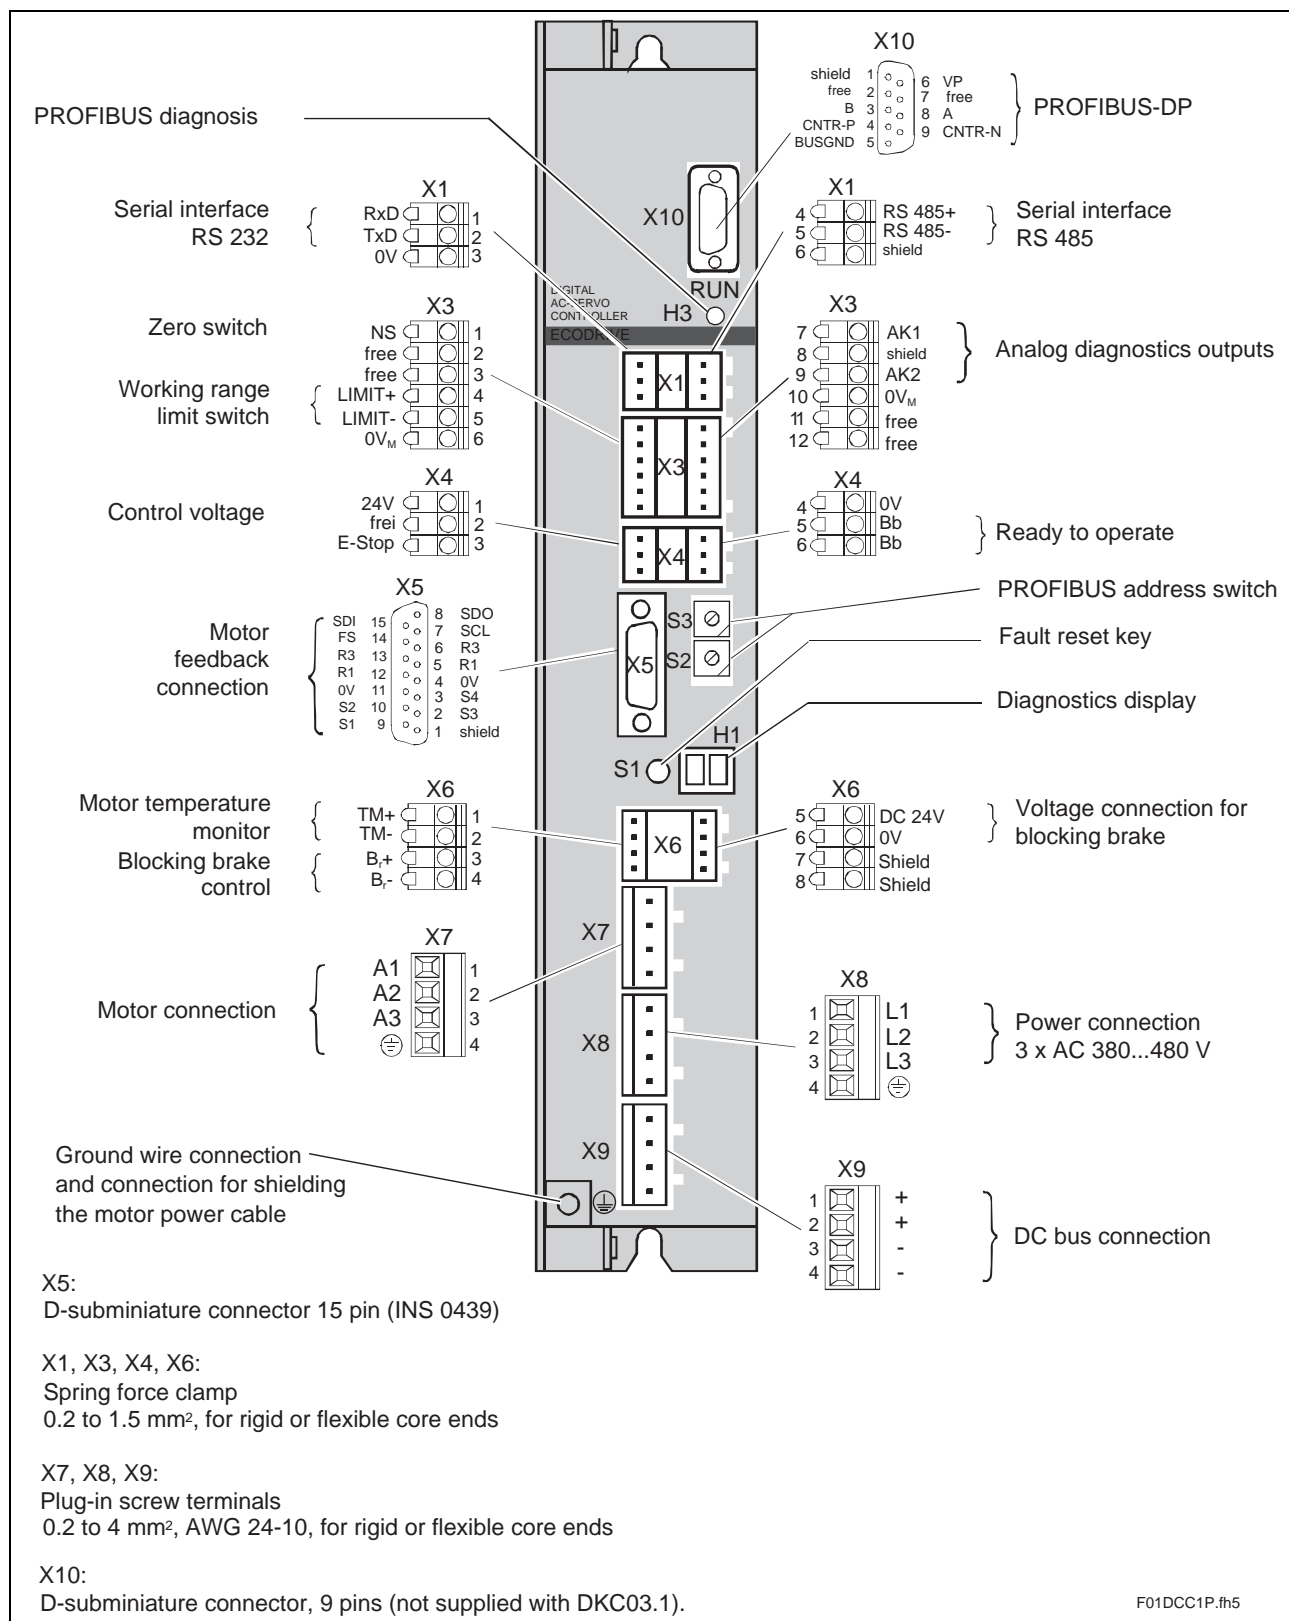 X10
shield 1 6 VP
free 2 7 free
B 3 8 A
CNTR-P 4 9 CNTR-N
BUSGND 5
PROFIBUS-DP
PROFIBUS diagnosis
X1
Serial interface
RS 232
RxD 1
TxD 2
0V 3
X10
X1
4 RS 485+
5 RS 485-
6 shield
Serial interface
RS 485
RUN
H3
DIGITAL
AC-SERVO
CONTROLLER
ECODRIVE
X3
Zero switch
NS 1
free 2
free 3
Working range
limit switch
LIMIT+ 4
LIMIT- 5
0VM 6
X1
X3
X3
7 AK1
8 shield
9 AK2
10 0VM
11 free
12 free
Analog diagnostics outputs
X4
Control voltage
24V 1
frei 2
E-Stop 3
X4
X4
4 0V
5 Bb
6 Bb
Ready to operate
PROFIBUS address switch
Fault reset key
Diagnostics display
X5
Motor
feedback
connection
SDI 15 8 SDO
FS 14 7 SCL
R3 13 6 R3
R1 12 5 R1
0V 11 4 0V
S2 10 3 S4
S1 9 2 S3
1 shield
S3
S2
X5
H1
S1
X6
Motor temperature
monitor
TM+ 1
TM- 2
Blocking brake
control
Br+ 3
Br- 4
X6
X6
5 DC 24V
6 0V
7 Shield
8 Shield
Voltage connection for
blocking brake
X7
Motor connection
A1 1
A2 2
A3 3
4
X7
X8
X8
1 L1
2 L2
3 L3
4
Power connection
3 x AC 380...480 V
X9
Ground wire connection
and connection for shielding
the motor power cable
X9
1 +
2 +
3 -
4 -
DC bus connection
X5:
D-subminiature connector 15 pin (INS 0439)
X1, X3, X4, X6:
Spring force clamp
0.2 to 1.5 mm², for rigid or flexible core ends
X7, X8, X9:
Plug-in screw terminals
0.2 to 4 mm², AWG 24-10, for rigid or flexible core ends
X10:
D-subminiature connector, 9 pins (not supplied with DKC03.1).
F01DCC1P.fh5